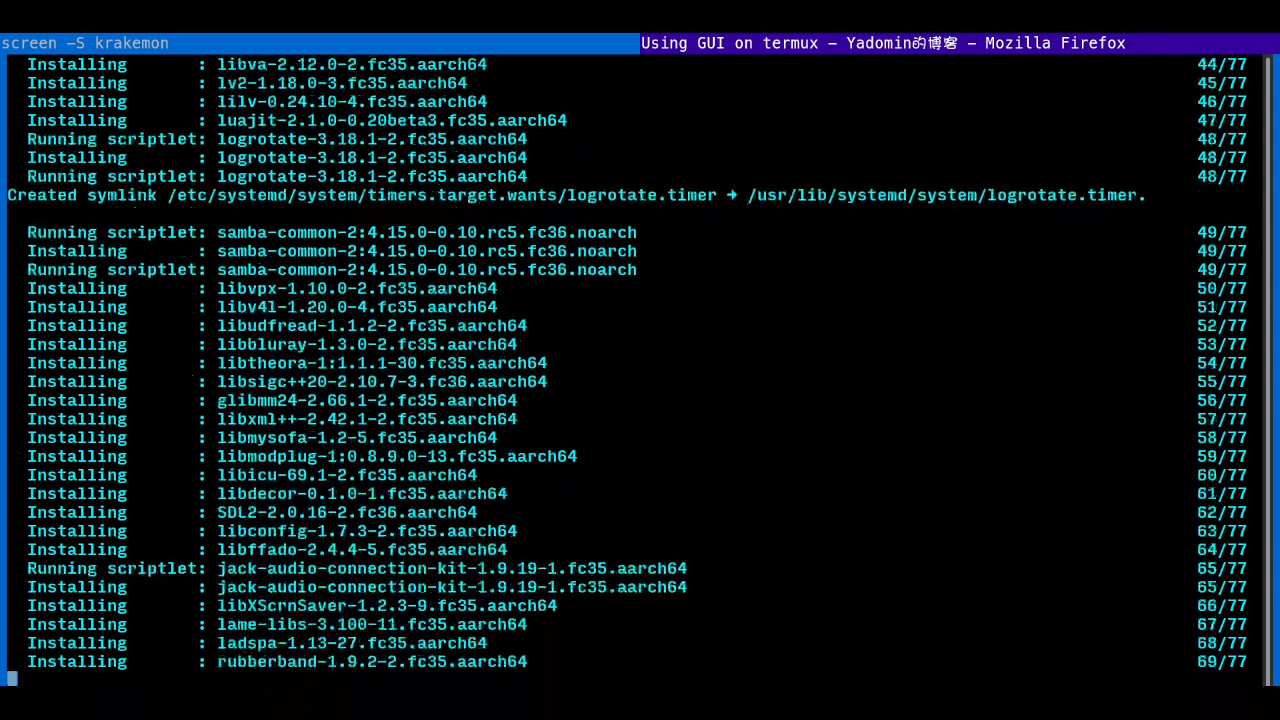 screen -S krakemon
Using GUI on termux — Yadomin的博客 — Mozilla Firefox
Installing : libva-2.12.0-2.fc35.aarch64 44/77
Installing : lv2-1.18.0-3.fc35.aarch64 45/77
Installing : lilv-0.24.10-4.fc35.aarch64 46/77
Installing : luajit-2.1.0-0.20beta3.fc35.aarch64 47/77
Running scriptlet: logrotate-3.18.1-2.fc35.aarch64 48/77
Installing : logrotate-3.18.1-2.fc35.aarch64 48/77
Running scriptlet: logrotate-3.18.1-2.fc35.aarch64 48/77
Created symlink /etc/systemd/system/timers.target.wants/logrotate.timer → /usr/lib/systemd/system/logrotate.timer.
Running scriptlet: samba-common-2:4.15.0-0.10.rc5.fc36.noarch 49/77
Installing : samba-common-2:4.15.0-0.10.rc5.fc36.noarch 49/77
Running scriptlet: samba-common-2:4.15.0-0.10.rc5.fc36.noarch 49/77
Installing : libvpx-1.10.0-2.fc35.aarch64 50/77
Installing : libv4l-1.20.0-4.fc35.aarch64 51/77
Installing : libudfread-1.1.2-2.fc35.aarch64 52/77
Installing : libbluray-1.3.0-2.fc35.aarch64 53/77
Installing : libtheora-1:1.1.1-30.fc35.aarch64 54/77
Installing : libsigc++20-2.10.7-3.fc36.aarch64 55/77
Installing : glibmm24-2.66.1-2.fc35.aarch64 56/77
Installing : libxml++-2.42.1-2.fc35.aarch64 57/77
Installing : libmysofa-1.2-5.fc35.aarch64 58/77
Installing : libmodplug-1:0.8.9.0-13.fc35.aarch64 59/77
Installing : libicu-69.1-2.fc35.aarch64 60/77
Installing : libdecor-0.1.0-1.fc35.aarch64 61/77
Installing : SDL2-2.0.16-2.fc36.aarch64 62/77
Installing : libconfig-1.7.3-2.fc35.aarch64 63/77
Installing : libffado-2.4.4-5.fc35.aarch64 64/77
Running scriptlet: jack-audio-connection-kit-1.9.19-1.fc35.aarch64 65/77
Installing : jack-audio-connection-kit-1.9.19-1.fc35.aarch64 65/77
Installing : libXScrnSaver-1.2.3-9.fc35.aarch64 66/77
Installing : lame-libs-3.100-11.fc35.aarch64 67/77
Installing : ladspa-1.13-27.fc35.aarch64 68/77
Installing : rubberband-1.9.2-2.fc35.aarch64 69/77